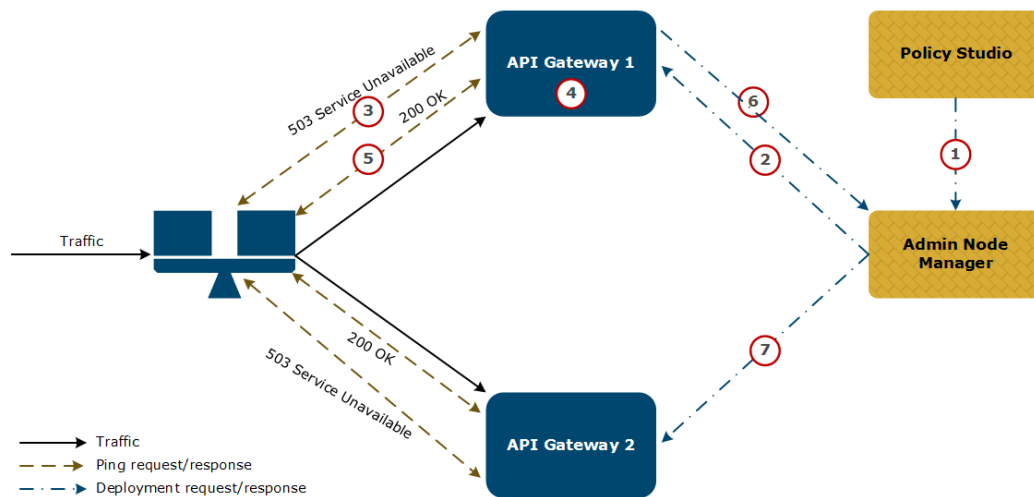 API Gateway 1
4
Policy Studio
503 Service Unavailable
3
200 OK
5
6
2
1
Traffic
Admin Node
Manager
200 OK
503 Service Unavailable
7
API Gateway 2
Traffic
Ping request/response
Deployment request/response